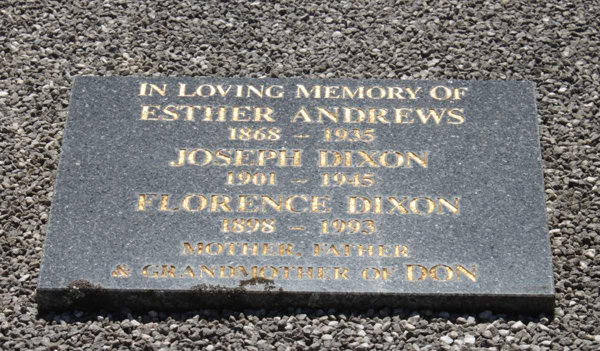 IN LOVING MEMORY OF
ESTHER ANDREWS
1868 – 1935
JOSEPH DIXON
1901 – 1945
FLORENCE DIXON
1898 – 1993
MOTHER, FATHER
& GRANDMOTHER OF DON